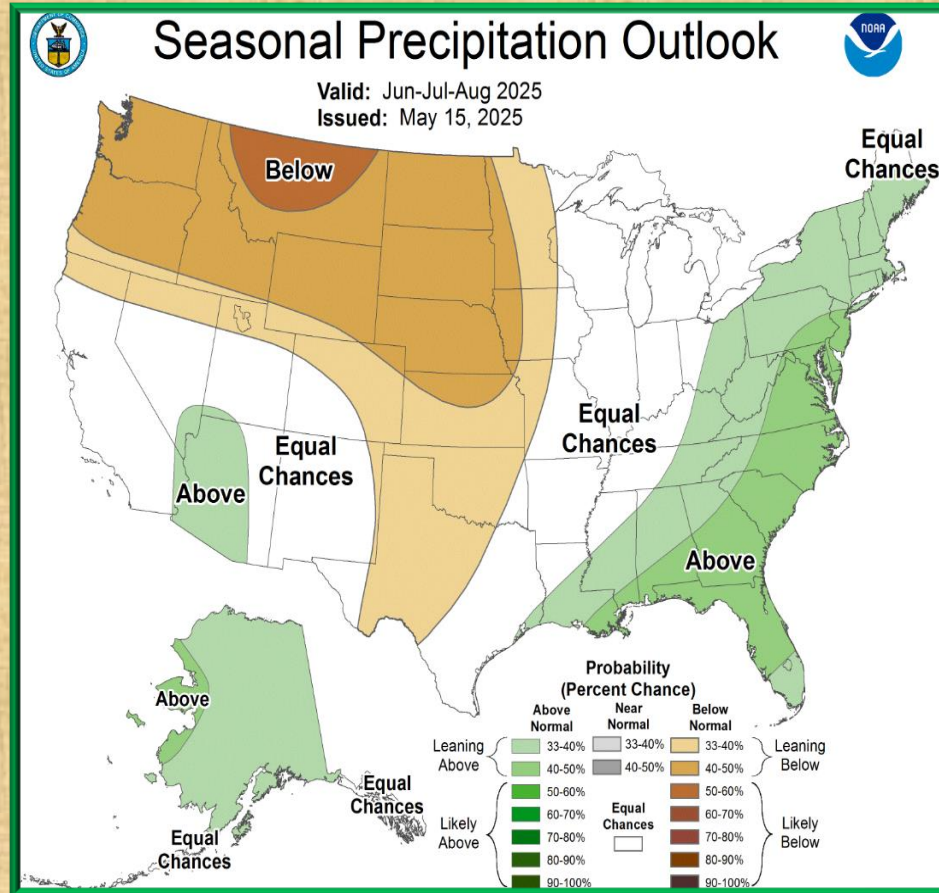 Seasonal Precipitation Outlook
NOAA
Valid: Jun-Jul-Aug 2025
Issued: May 15, 2025
Below
Equal
Chances
Equal
Chances
Equal
Chances
Above
Above
Above
Equal
Chances
Equal
Chances
Probability
(Percent Chance)
Above
Normal
Near
Normal
Below
Normal
Leaning
Above
33-40%
33-40%
33-40%
Leaning
Below
40-50%
40-50%
40-50%
Likely
Above
50-60%
60-70%
70-80%
80-90%
90-100%
Equal
Chances
50-60%
60-70%
70-80%
80-90%
90-100%
Likely
Below